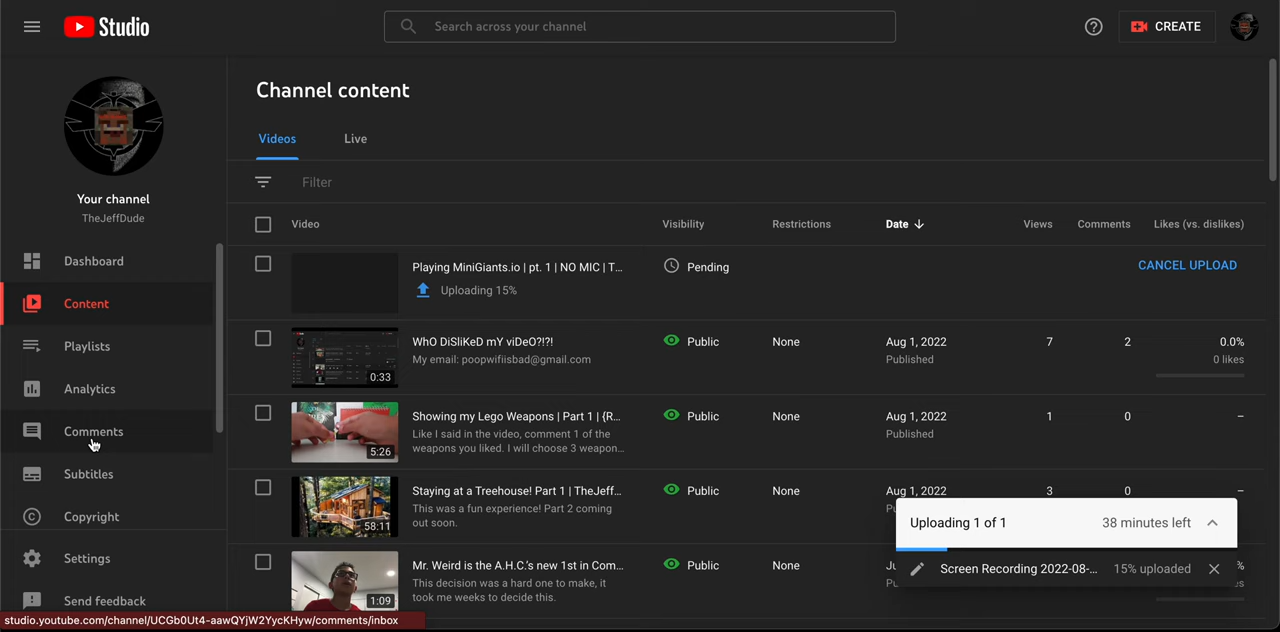 Studio
Search across your channel
CREATE
Channel content
Videos
Live
Filter
Your channel
TheJeffDude
Dashboard
Content
Playlists
Analytics
Comments
Subtitles
Copyright
Settings
Send feedback
Video
Visibility
Restrictions
Date
Views
Comments
Likes (vs. dislikes)
Playing MiniGiants.io | pt. 1 | NO MIC | T...
Uploading 15%
Pending
CANCEL UPLOAD
0:33
WhO DiSliKeD mY viDeO?!?!
My email: poopwifiisbad@gmail.com
Public
None
Aug 1, 2022
Published
7
2
0.0%
0 likes
5:26
Showing my Lego Weapons | Part 1 | {R...
Like I said in the video, comment 1 of the
weapons you liked. I will choose 3 weapon...
Public
None
Aug 1, 2022
Published
1
0
–
58:11
Staying at a Treehouse! Part 1 | TheJeff...
This was a fun experience! Part 2 coming
out soon.
Public
None
Aug 1, 2022
3
0
–
1:09
Mr. Weird is the A.H.C.'s new 1st in Com...
This decision was a hard one to make, it
took me weeks to decide this.
Public
None
Uploading 1 of 1
38 minutes left
Screen Recording 2022-08-...
15% uploaded
studio.youtube.com/channel/UCGb0Ut4-aawQYjW2YycKHyw/comments/inbox